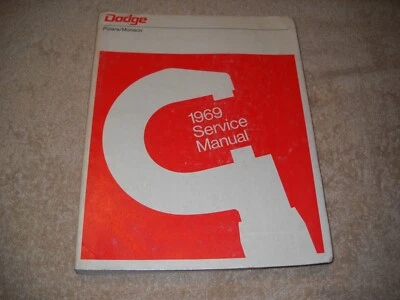 Dodge
Polara/Monaco
1969
Service
Manual